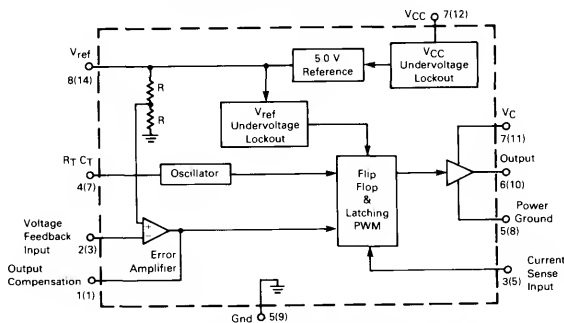 VCC 7(12)
Vref
8(14)
R
R
5.0 V
Reference
VCC
Undervoltage
Lockout
Vref
Undervoltage
Lockout
VC
7(11)
RT CT
4(7)
Oscillator
Flip
Flop
&
Latching
PWM
Output
6(10)
Voltage
Feedback
Input
2(3)
+
−
Error
Amplifier
Power
Ground
5(8)
Output
Compensation
1(1)
Current
Sense
Input
3(5)
Gnd 5(9)